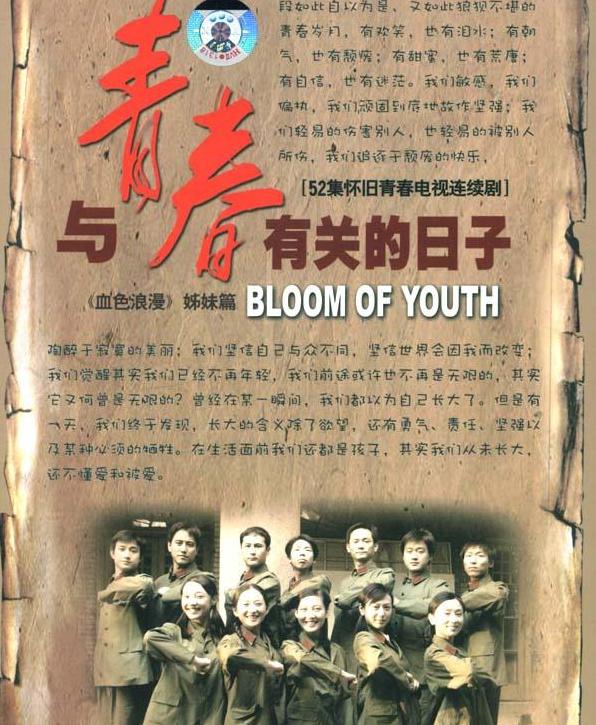 段如此自以为是、又如此狼狈不堪的
青春岁月，有欢笑，也有泪水；有朝
气，也有颓废；有甜蜜，也有荒唐；
有自信，也有迷茫。我们敏感，我们
偏执，我们顽固到底地故作坚强；我
们轻易的伤害别人，也轻易的被别人
所伤，我们追逐于颓废的快乐，
［52集怀旧青春电视连续剧］
青春
与 有关的日子
《血色浪漫》姊妹篇 BLOOM OF YOUTH
陶醉于寂寞的美丽；我们坚信自己与众不同，坚信世界会因我而改变；
我们觉醒其实我们已经不再年轻，我们前途或许也不再是无限的，其实
它又何曾是无限的？曾经在某一瞬间，我们都以为自己长大了。但是有
一天，我们终于发现，长大的含义除了欲望，还有勇气、责任、坚强以
及某种必须的牺牲。在生活面前我们还都是孩子，其实我们从未长大，
还不懂爱和被爱。